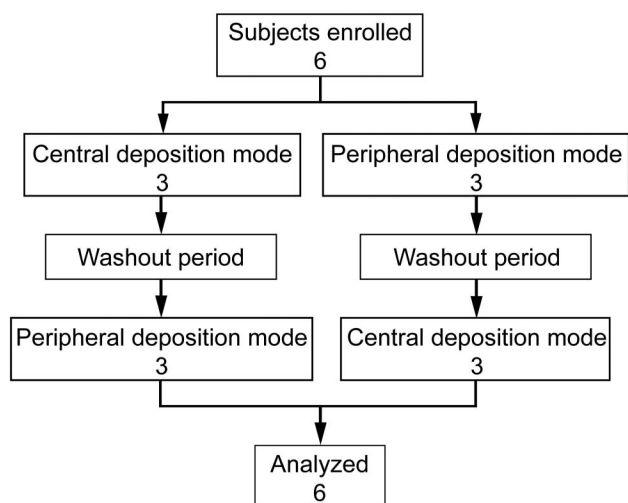 Subjects enrolled
6
Central deposition mode
3
Peripheral deposition mode
3
Washout period
Washout period
Peripheral deposition mode
3
Central deposition mode
3
Analyzed
6